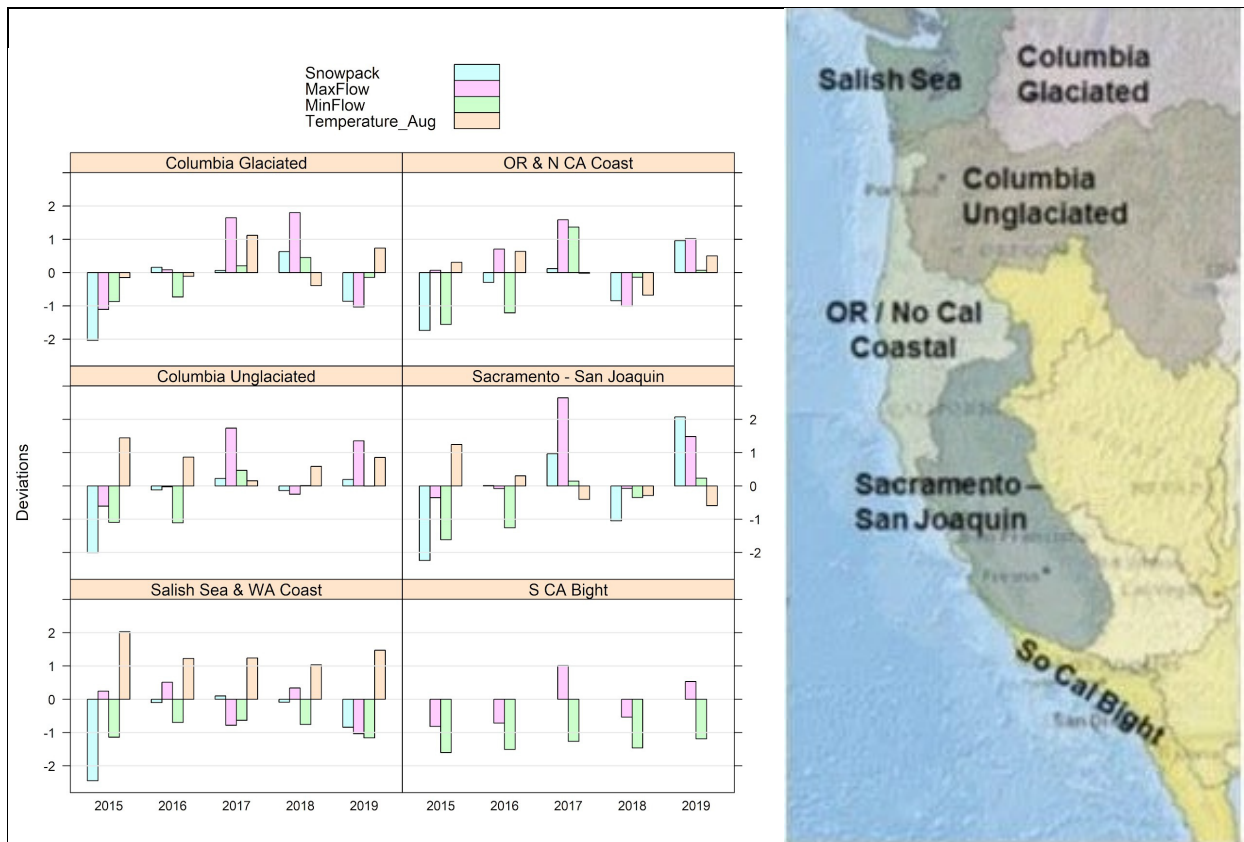 Snowpack
MaxFlow
MinFlow
Temperature_Aug
Columbia Glaciated
OR & N CA Coast
2
1
0
-1
-2
Columbia Unglaciated
Sacramento - San Joaquin
2
1
0
-1
-2
Deviations
Salish Sea & WA Coast
S CA Bight
2
1
0
-1
-2
2015 2016 2017 2018 2019
2015 2016 2017 2018 2019
Salish Sea
Columbia
Glaciated
Portland
Columbia
Unglaciated
OREGON
OR / No Cal
Coastal
Sacramento –
San Joaquin
Fresno
So Cal Bight